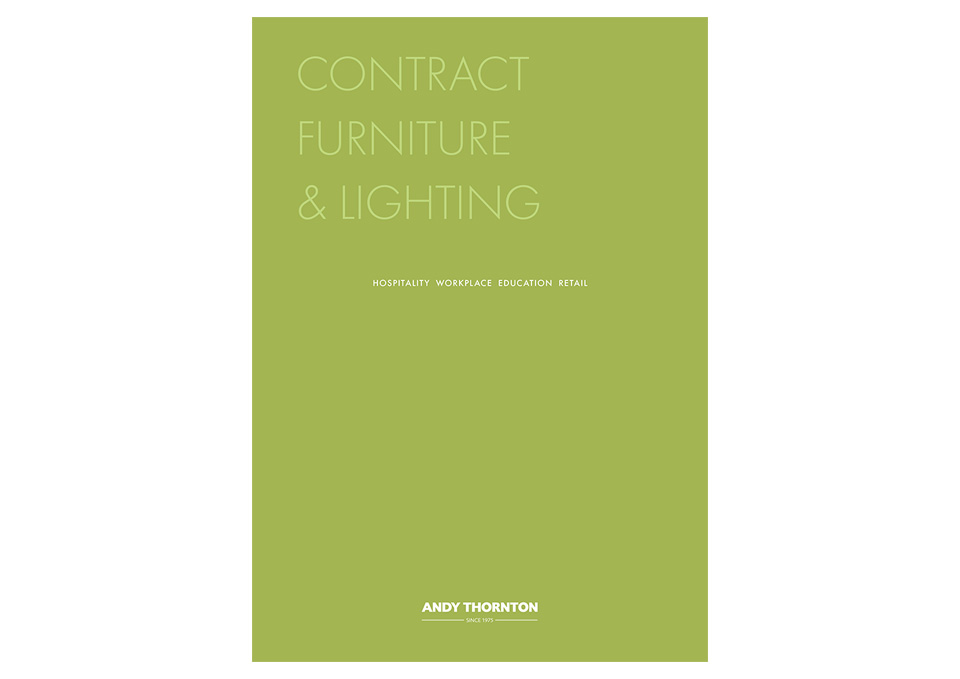 CONTRACT
FURNITURE
& LIGHTING
HOSPITALITY WORKPLACE EDUCATION RETAIL
ANDY THORNTON
SINCE 1975